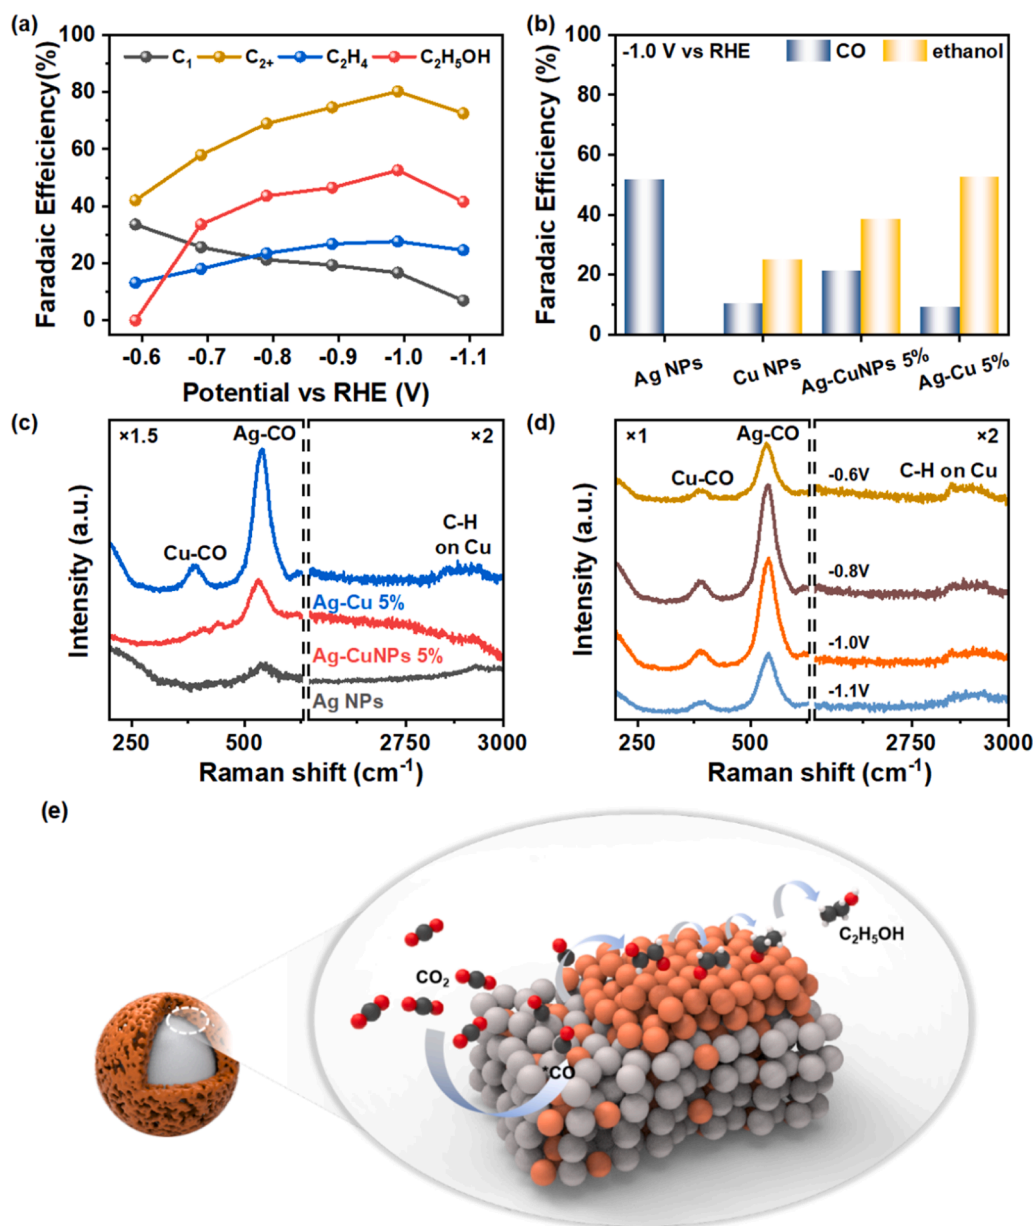 (a)
Faradaic Effeiciency(%)
100
80
60
40
20
0
C₁ C₂₊ C₂H₄ C₂H₅OH
-0.6 -0.7 -0.8 -0.9 -1.0 -1.1
Potential vs RHE (V)
(b)
Faradaic Efficiency (%)
100
80
60
40
20
0
-1.0 V vs RHE CO ethanol
Ag NPs Cu NPs Ag-CuNPs 5% Ag-Cu 5%
(c)
Intensity (a.u.)
×1.5 Ag-CO ×2
Cu-CO
C-H
on Cu
Ag-Cu 5%
Ag-CuNPs 5%
Ag NPs
250 500 2750 3000
Raman shift (cm⁻¹)
(d)
Intensity (a.u.)
×1 Ag-CO ×2
Cu-CO -0.6V C-H on Cu
-0.8V
-1.0V
-1.1V
250 500 2750 3000
Raman shift (cm⁻¹)
(e)
C₂H₅OH
CO₂
*CO